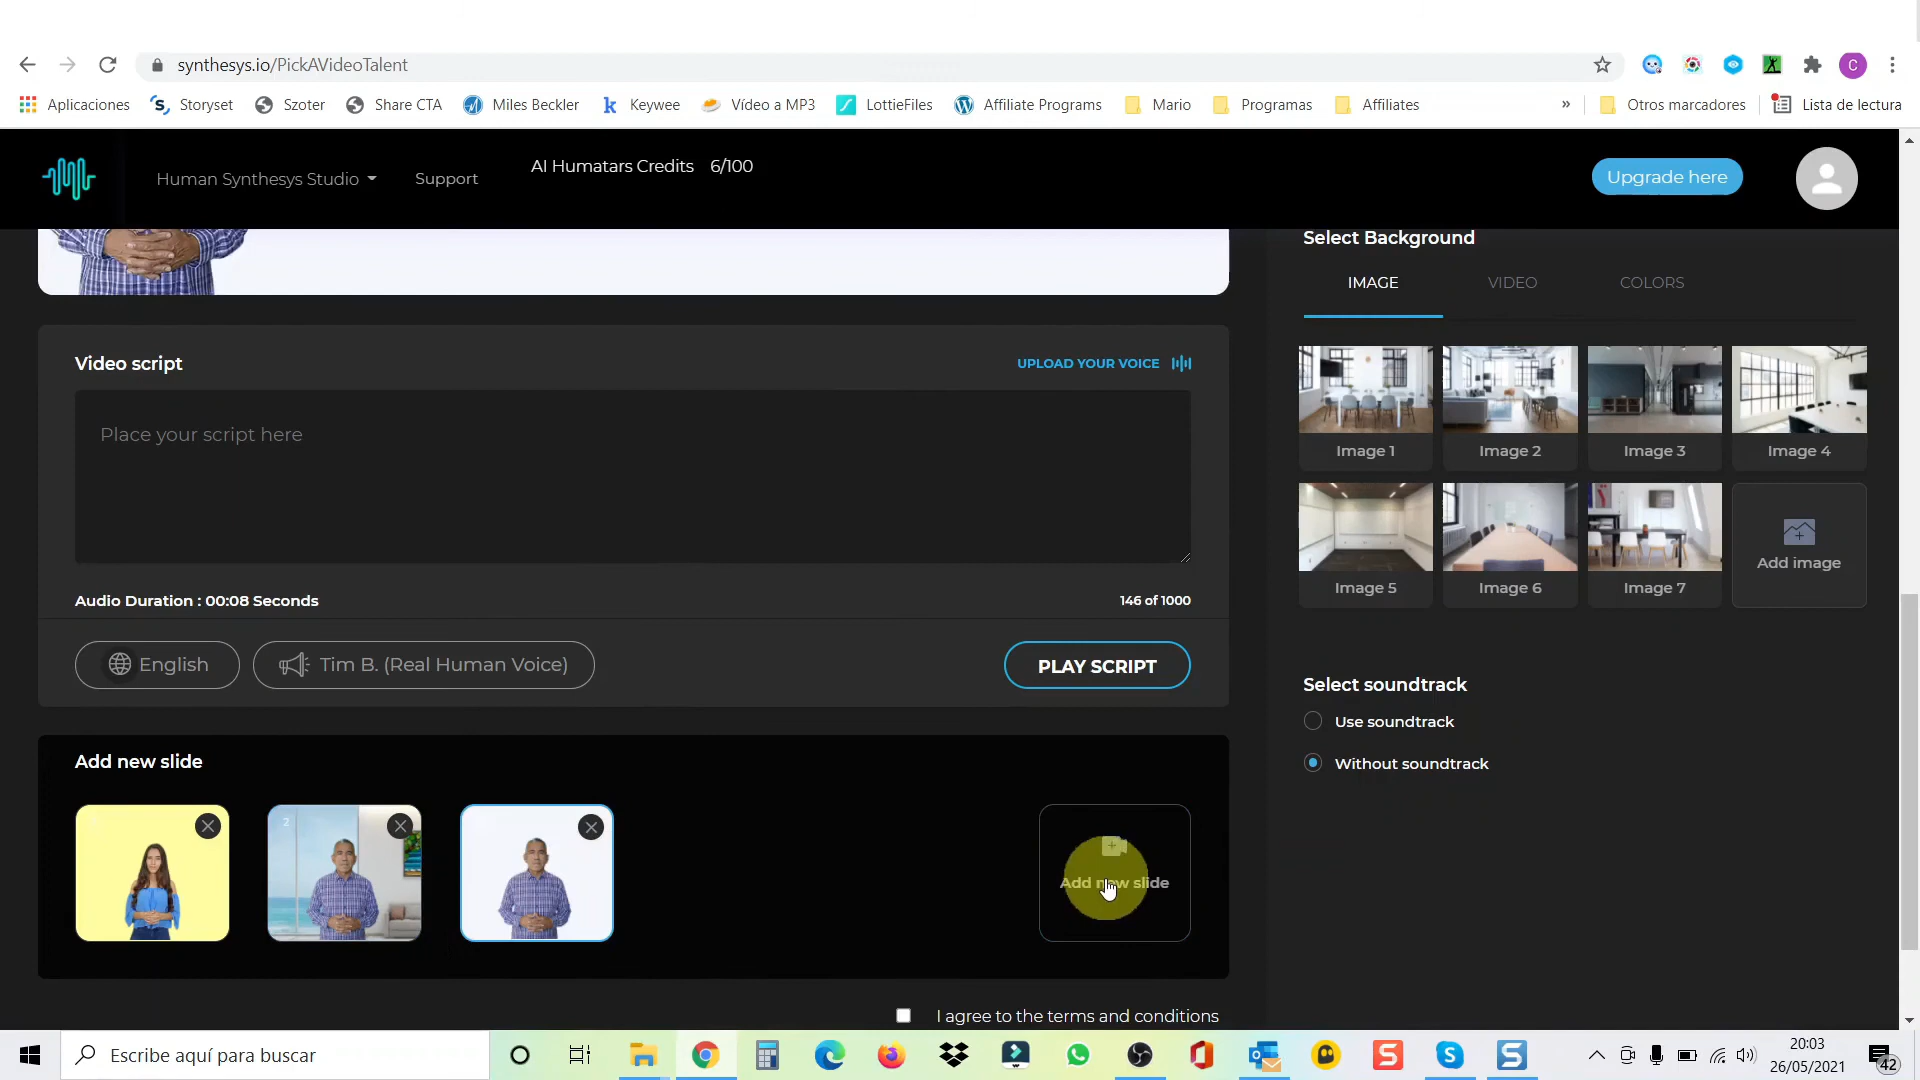 synthesys.io/PickAVideoTalent
C
Aplicaciones
Storyset
Szoter
Share CTA
Miles Beckler
Keywee
Vídeo a MP3
LottieFiles
Affiliate Programs
Mario
Programas
Affiliates
»
Otros marcadores
Lista de lectura
Human Synthesys Studio
Support
AI Humatars Credits 6/100
Upgrade here
Select Background
IMAGE
VIDEO
COLORS
Video script
UPLOAD YOUR VOICE
Place your script here
Image 1
Image 2
Image 3
Image 4
Image 5
Image 6
Image 7
Add image
Audio Duration : 00:08 Seconds
146 of 1000
English
Tim B. (Real Human Voice)
PLAY SCRIPT
Select soundtrack
Use soundtrack
Without soundtrack
Add new slide
2
Add new slide
I agree to the terms and conditions
Escribe aquí para buscar
20:03
26/05/2021
42